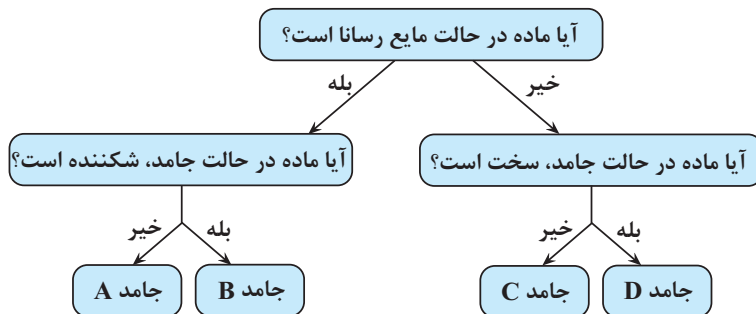 آیا ماده در حالت مایع رسانا است؟
خیر
بله
آیا ماده در حالت جامد، سخت است؟
آیا ماده در حالت جامد، شکننده است؟
بله
خیر
بله
خیر
جامد D
جامد C
جامد B
جامد A